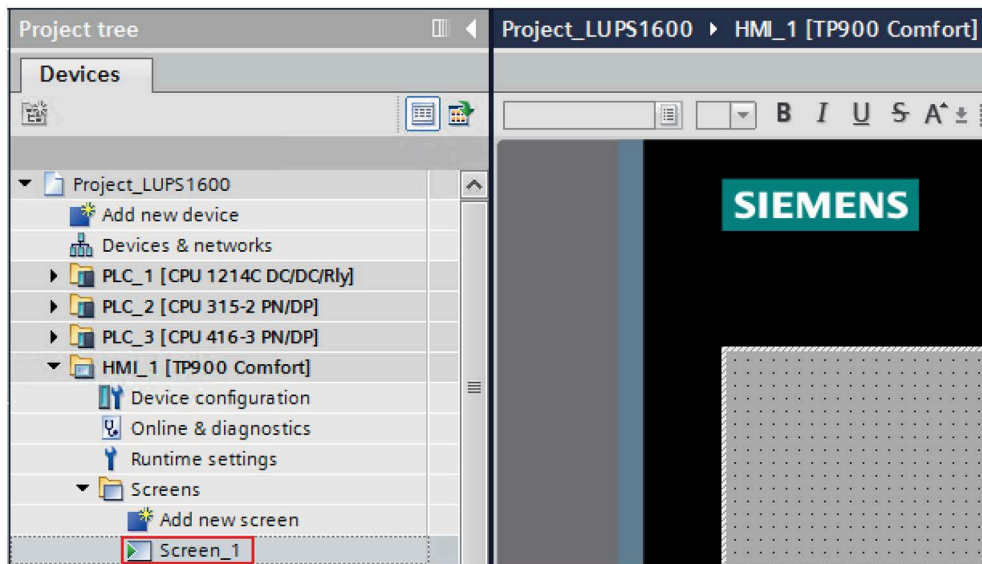 Project tree
Devices
Project_LUPS1600
Add new device
Devices & networks
PLC_1 [CPU 1214C DC/DC/Rly]
PLC_2 [CPU 315-2 PN/DP]
PLC_3 [CPU 416-3 PN/DP]
HMI_1 [TP900 Comfort]
Device configuration
Online & diagnostics
Runtime settings
Screens
Add new screen
Screen_1
Project_LUPS1600 ▸ HMI_1 [TP900 Comfort]
B I U S A
SIEMENS